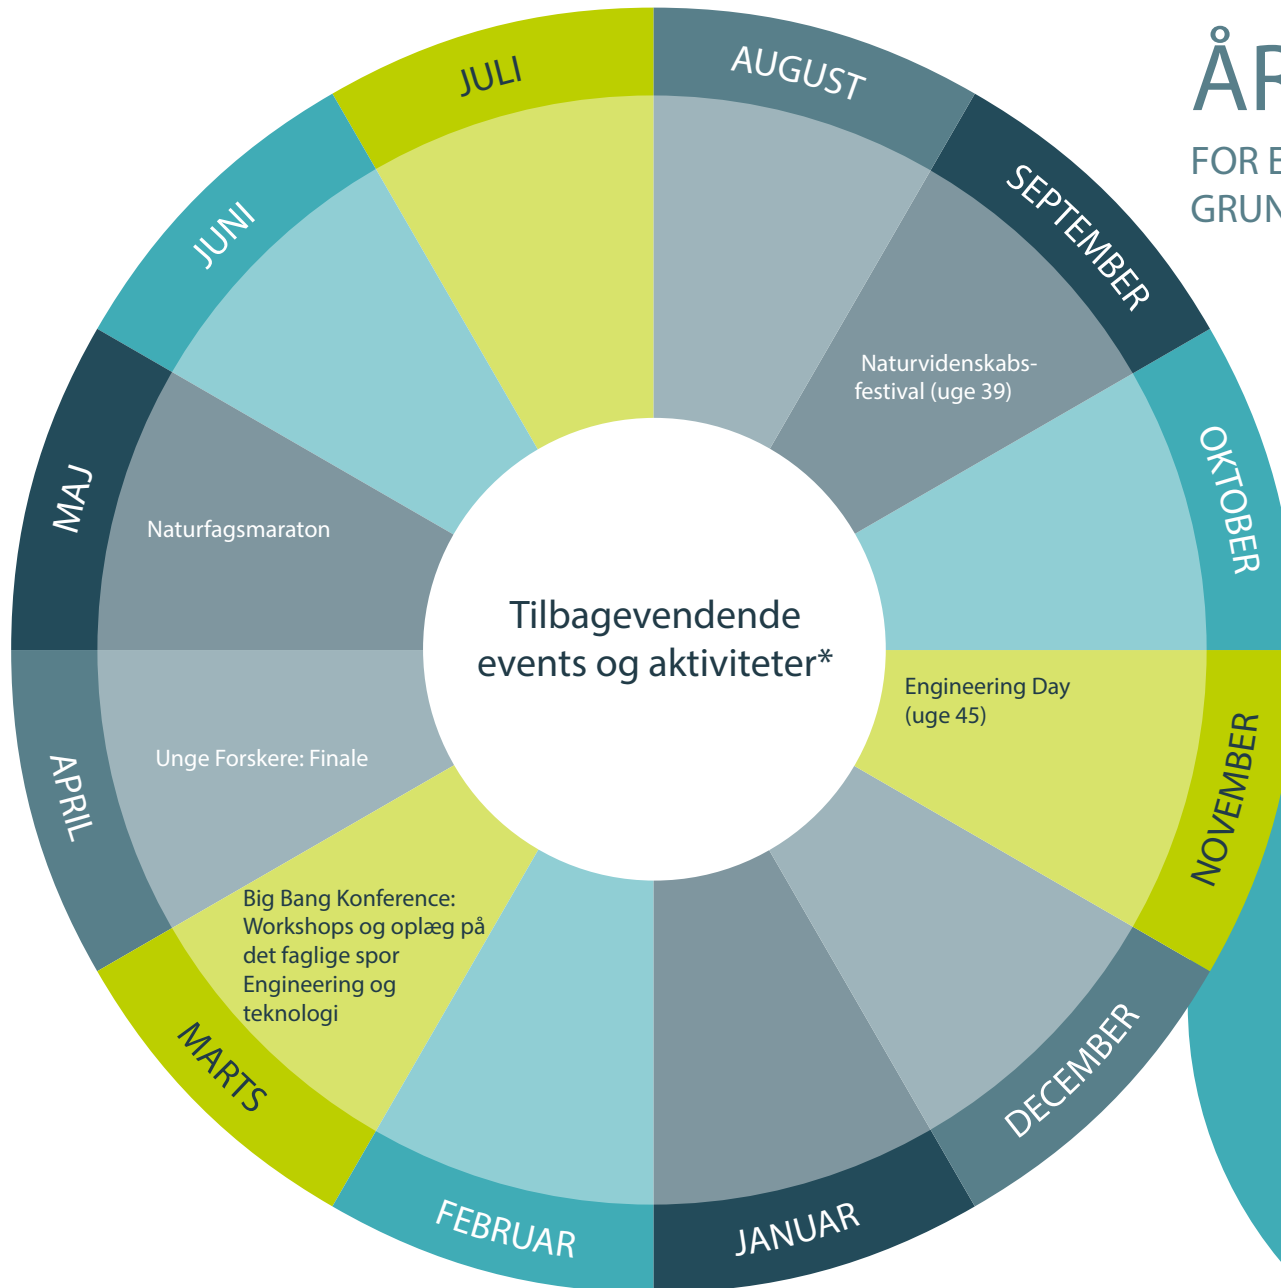 ÅR
FOR E
GRUN
JULI
AUGUST
SEPTEMBER
OKTOBER
NOVEMBER
DECEMBER
JANUAR
FEBRUAR
MARTS
APRIL
MAJ
JUNI
Naturvidenskabs-
festival (uge 39)
Engineering Day
(uge 45)
Big Bang Konference:
Workshops og oplæg på
det faglige spor
Engineering og
teknologi
Unge Forskere: Finale
Naturfagsmaraton
Tilbagevendende
events og aktiviteter*